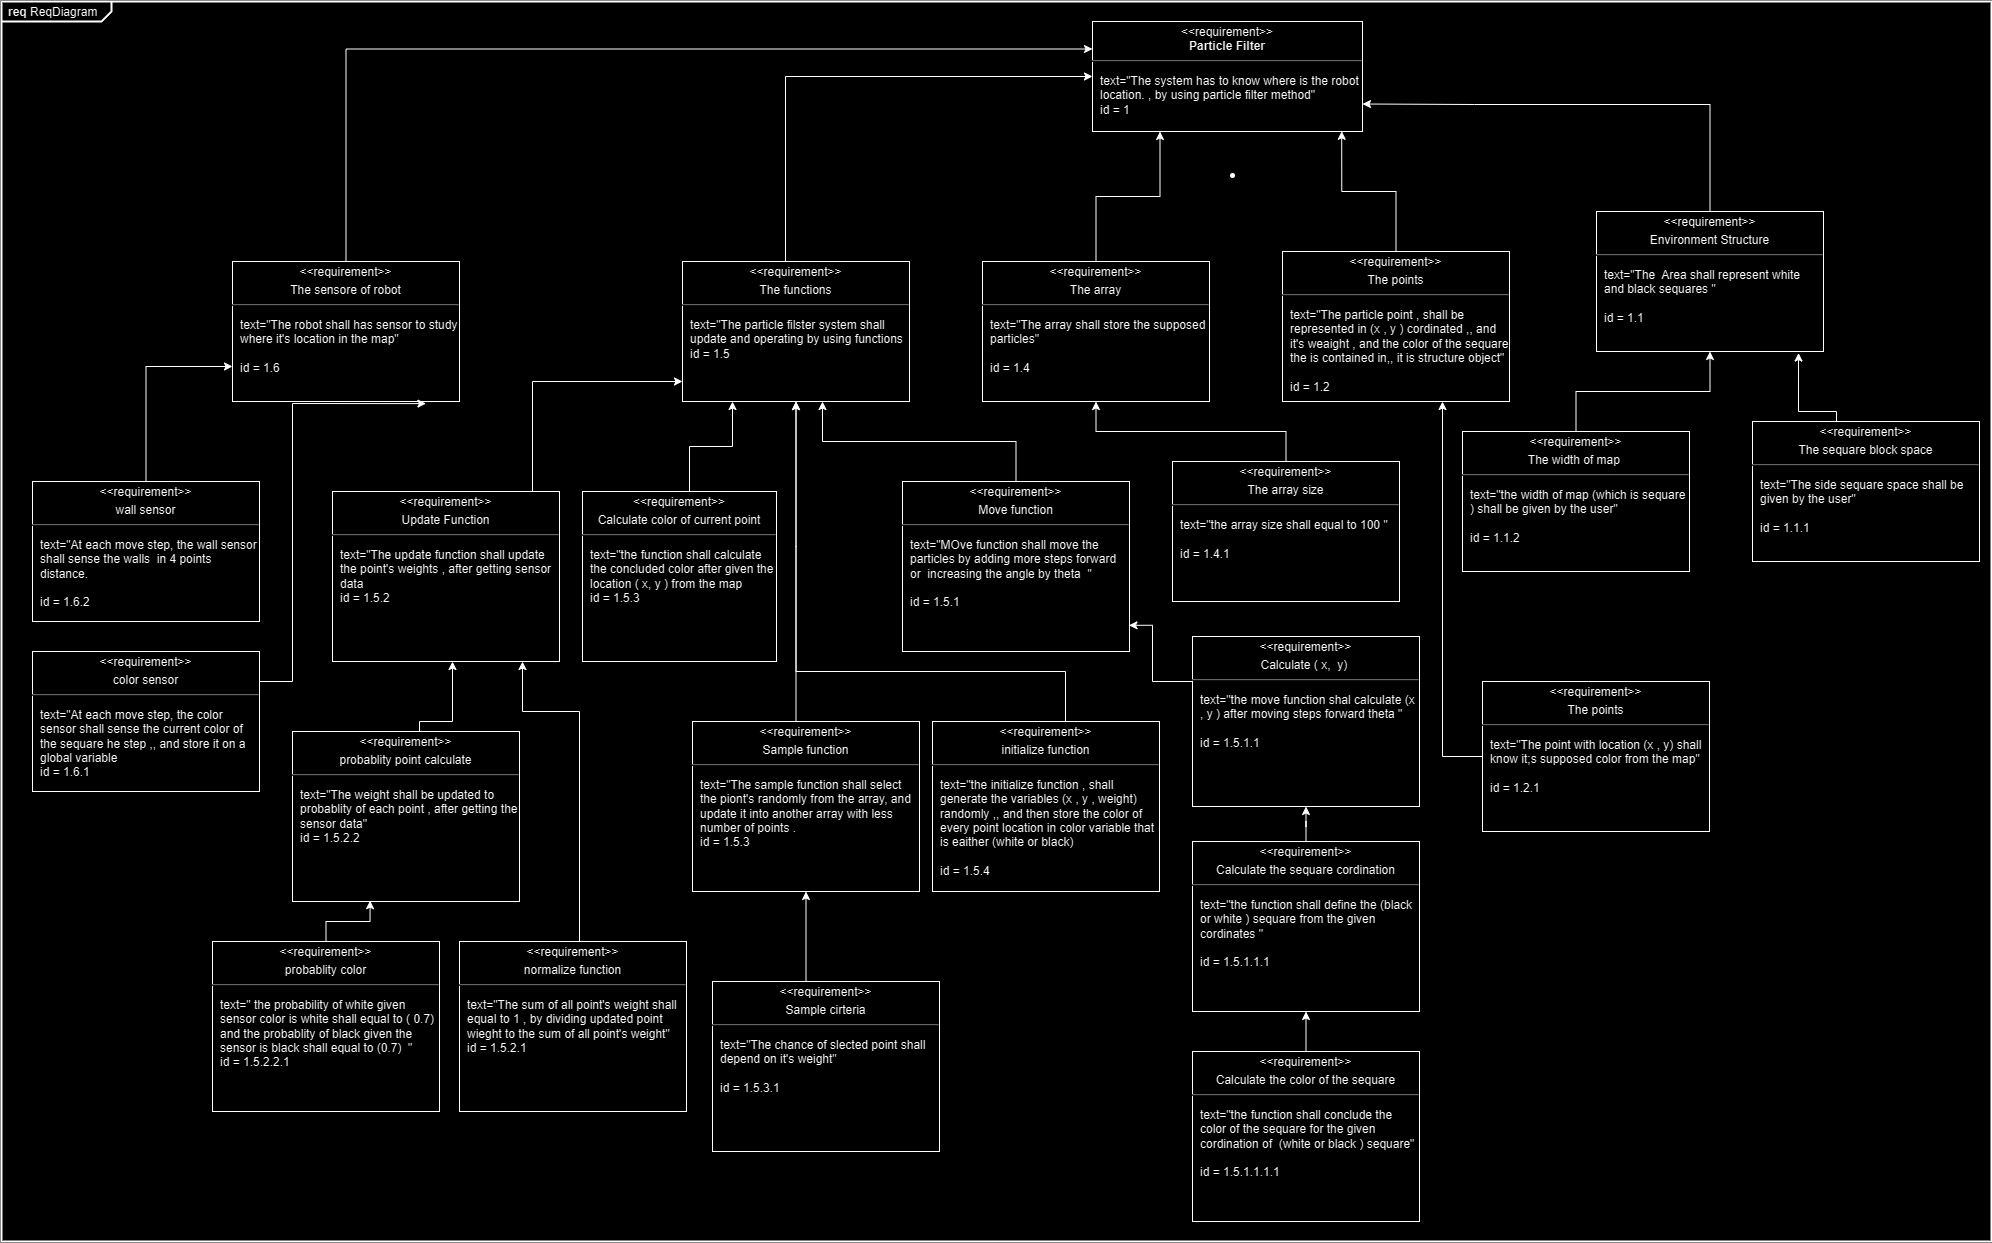 req ReqDiagram
<<requirement>>
Particle Filter
text="The system has to know where is the robot
location. , by using particle filter method"
id = 1
<<requirement>>
Environment Structure
text="The  Area shall represent white
and black sequares "
id = 1.1
<<requirement>>
The sensore of robot
text="The robot shall has sensor to study
where it's location in the map"
id = 1.6
<<requirement>>
The functions
text="The particle filster system shall
update and operating by using functions
id = 1.5
<<requirement>>
The array
text="The array shall store the supposed
particles"
id = 1.4
<<requirement>>
The points
text="The particle point , shall be
represented in (x , y ) cordinated ,, and
it's weaight , and the color of the sequare
the is contained in,, it is structure object"
id = 1.2
<<requirement>>
The width of map
text="the width of map (which is sequare
) shall be given by the user"
id = 1.1.2
<<requirement>>
The sequare block space
text="The side sequare space shall be
given by the user"
id = 1.1.1
<<requirement>>
wall sensor
text="At each move step, the wall sensor
shall sense the walls  in 4 points
distance.
id = 1.6.2
<<requirement>>
Update Function
text="The update function shall update
the point's weights , after getting sensor
data
id = 1.5.2
<<requirement>>
Calculate color of current point
text="the function shall calculate
the concluded color after given the
location ( x, y ) from the map
id = 1.5.3
<<requirement>>
Move function
text="MOve function shall move the
particles by adding more steps forward
or  increasing the angle by theta  "
id = 1.5.1
<<requirement>>
The array size
text="the array size shall equal to 100 "
id = 1.4.1
<<requirement>>
color sensor
text="At each move step, the color
sensor shall sense the current color of
the sequare he step ,, and store it on a
global variable
id = 1.6.1
<<requirement>>
Calculate ( x,  y)
text="the move function shal calculate (x
, y ) after moving steps forward theta "
id = 1.5.1.1
<<requirement>>
The points
text="The point with location (x , y) shall
know it;s supposed color from the map"
id = 1.2.1
<<requirement>>
probablity point calculate
text="The weight shall be updated to
probablity of each point , after getting the
sensor data"
id = 1.5.2.2
<<requirement>>
Sample function
text="The sample function shall select
the piont's randomly from the array, and
update it into another array with less
number of points .
id = 1.5.3
<<requirement>>
initialize function
text="the initialize function , shall
generate the variables (x , y , weight)
randomly ,, and then store the color of
every point location in color variable that
is eaither (white or black)
id = 1.5.4
<<requirement>>
Calculate the sequare cordination
text="the function shall define the (black
or white ) sequare from the given
cordinates "
id = 1.5.1.1.1
<<requirement>>
probablity color
text=" the probability of white given
sensor color is white shall equal to ( 0.7)
and the probablity of black given the
sensor is black shall equal to (0.7)  "
id = 1.5.2.2.1
<<requirement>>
normalize function
text="The sum of all point's weight shall
equal to 1 , by dividing updated point
wieght to the sum of all point's weight"
id = 1.5.2.1
<<requirement>>
Sample cirteria
text="The chance of slected point shall
depend on it's weight"
id = 1.5.3.1
<<requirement>>
Calculate the color of the sequare
text="the function shall conclude the
color of the sequare for the given
cordination of  (white or black ) sequare"
id = 1.5.1.1.1.1